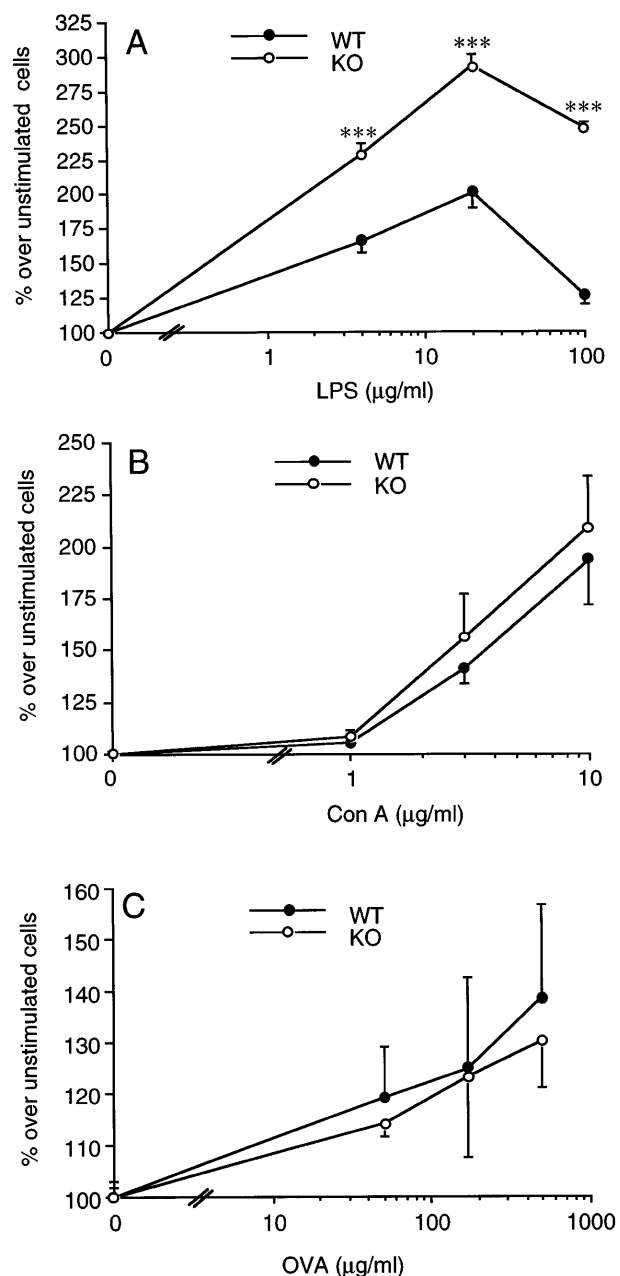 A
WT
KO
325
300
275
250
225
200
175
150
125
100
% over unstimulated cells
***
***
***
0 1 10 100
LPS (μg/ml)
B
WT
KO
250
225
200
175
150
125
100
% over unstimulated cells
0 1 10
Con A (μg/ml)
C
WT
KO
160
150
140
130
120
110
100
% over unstimulated cells
0 10 100 1000
OVA (μg/ml)